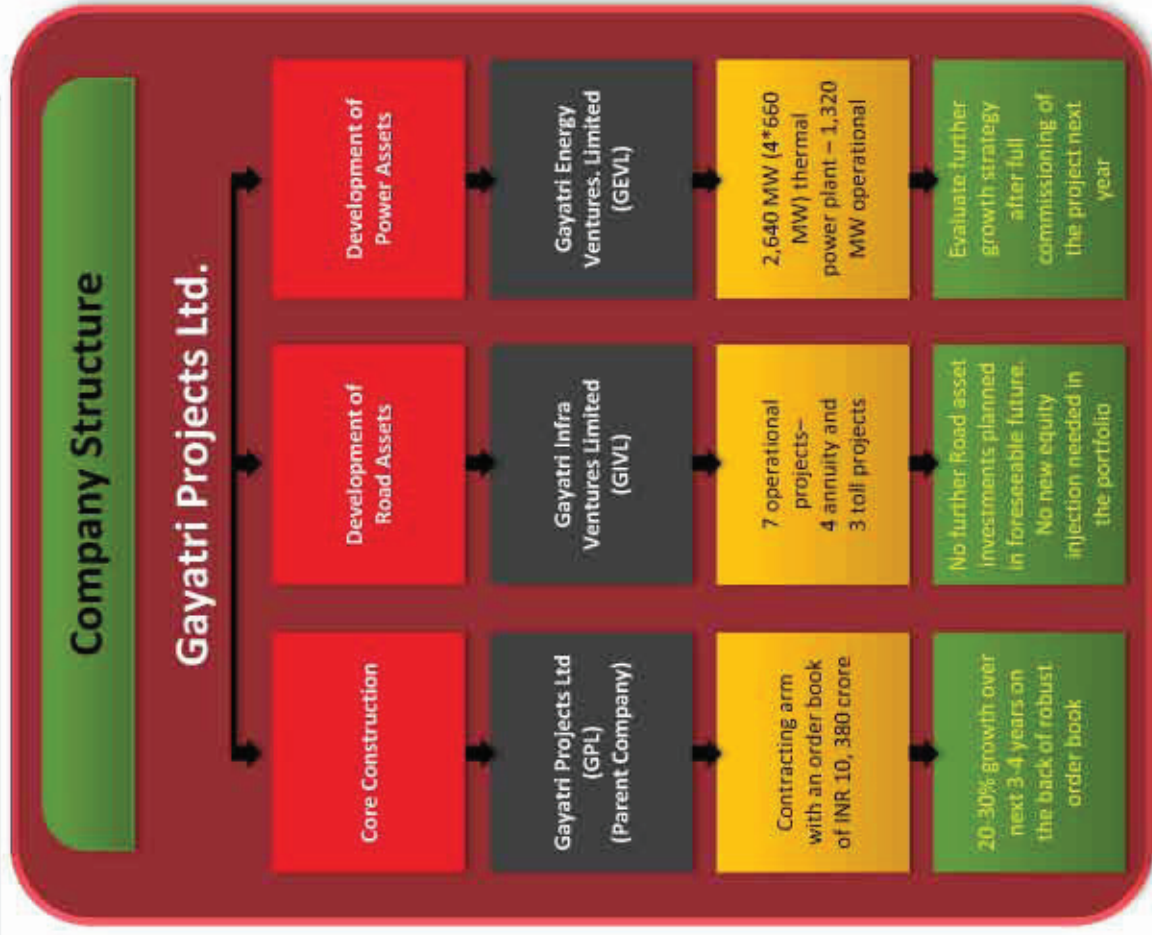 Company Structure
Gayatri Projects Ltd.
Core Construction
Gayatri Projects Ltd
(GPL)
(Parent Company)
Contracting arm
with an order book
of INR 10, 380 crore
20-30% growth over
next 3-4 years on
the back of robust
order book
Development of
Road Assets
Gayatri Infra
Ventures Limited
(GIVL)
7 operational
projects–
4 annuity and
3 toll projects
No further Road asset
investments planned
in foreseeable future.
No new equity
injection needed in
the portfolio
Development of
Power Assets
Gayatri Energy
Ventures. Limited
(GEVL)
2,640 MW (4*660
MW) thermal
power plant – 1,320
MW operational
Evaluate further
growth strategy
after full
commissioning of
the project next
year